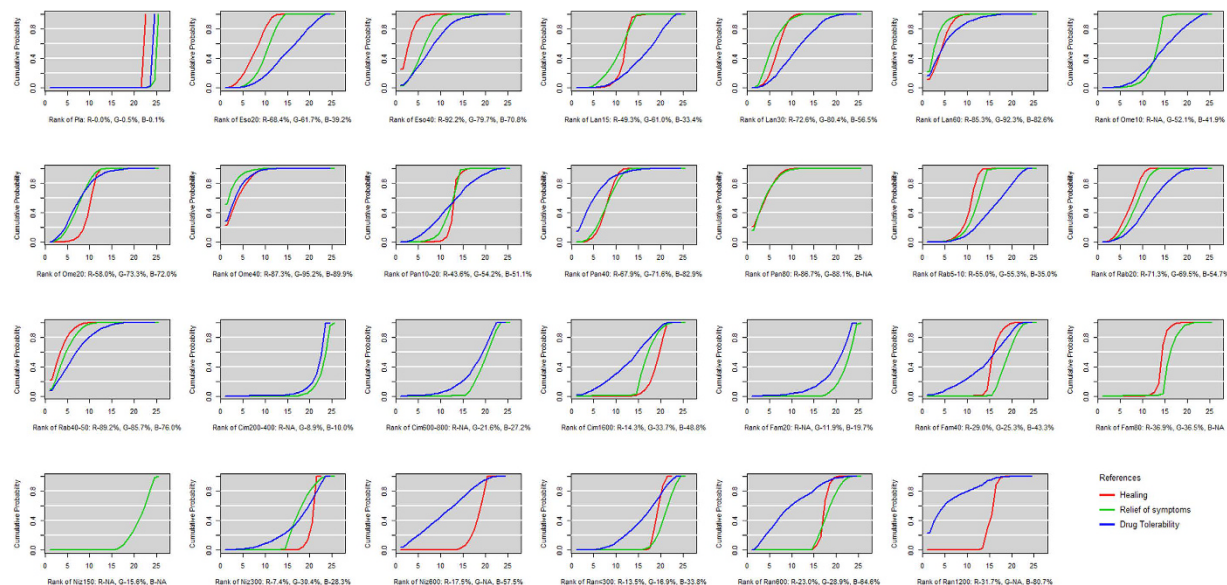 Cumulative Probability
0.0 0.4 0.8
0 5 10 15 20 25
Rank of Pla: R-0.0%, G-0.5%, B-0.1%
Rank of Eso20: R-68.4%, G-61.7%, B-39.2%
Rank of Eso40: R-92.2%, G-79.7%, B-70.8%
Rank of Lan15: R-49.3%, G-61.0%, B-33.4%
Rank of Lan30: R-72.6%, G-80.4%, B-56.5%
Rank of Lan60: R-85.3%, G-92.3%, B-82.6%
Rank of Ome10: R-NA, G-52.1%, B-41.9%
Rank of Ome20: R-58.0%, G-73.3%, B-72.0%
Rank of Ome40: R-87.3%, G-95.2%, B-89.9%
Rank of Pan10-20: R-43.6%, G-54.2%, B-51.1%
Rank of Pan40: R-67.9%, G-71.6%, B-82.9%
Rank of Pan80: R-86.7%, G-88.1%, B-NA
Rank of Rab5-10: R-55.0%, G-55.3%, B-35.0%
Rank of Rab20: R-71.3%, G-69.5%, B-54.7%
Rank of Rab40-50: R-89.2%, G-85.7%, B-76.0%
Rank of Cim200-400: R-NA, G-8.9%, B-10.0%
Rank of Cim600-800: R-NA, G-21.6%, B-27.2%
Rank of Cim1600: R-14.3%, G-33.7%, B-48.8%
Rank of Fam20: R-NA, G-11.9%, B-19.7%
Rank of Fam40: R-29.0%, G-25.3%, B-43.3%
Rank of Fam80: R-36.9%, G-36.5%, B-NA
Rank of Niz150: R-NA, G-15.6%, B-NA
Rank of Niz300: R-7.4%, G-30.4%, B-28.3%
Rank of Niz600: R-17.5%, G-NA, B-57.5%
Rank of Ran≤300: R-13.5%, G-16.9%, B-33.8%
Rank of Ran600: R-23.0%, G-28.9%, B-64.6%
Rank of Ran1200: R-31.7%, G-NA, B-80.7%
References
Healing
Relief of symptoms
Drug Tolerability